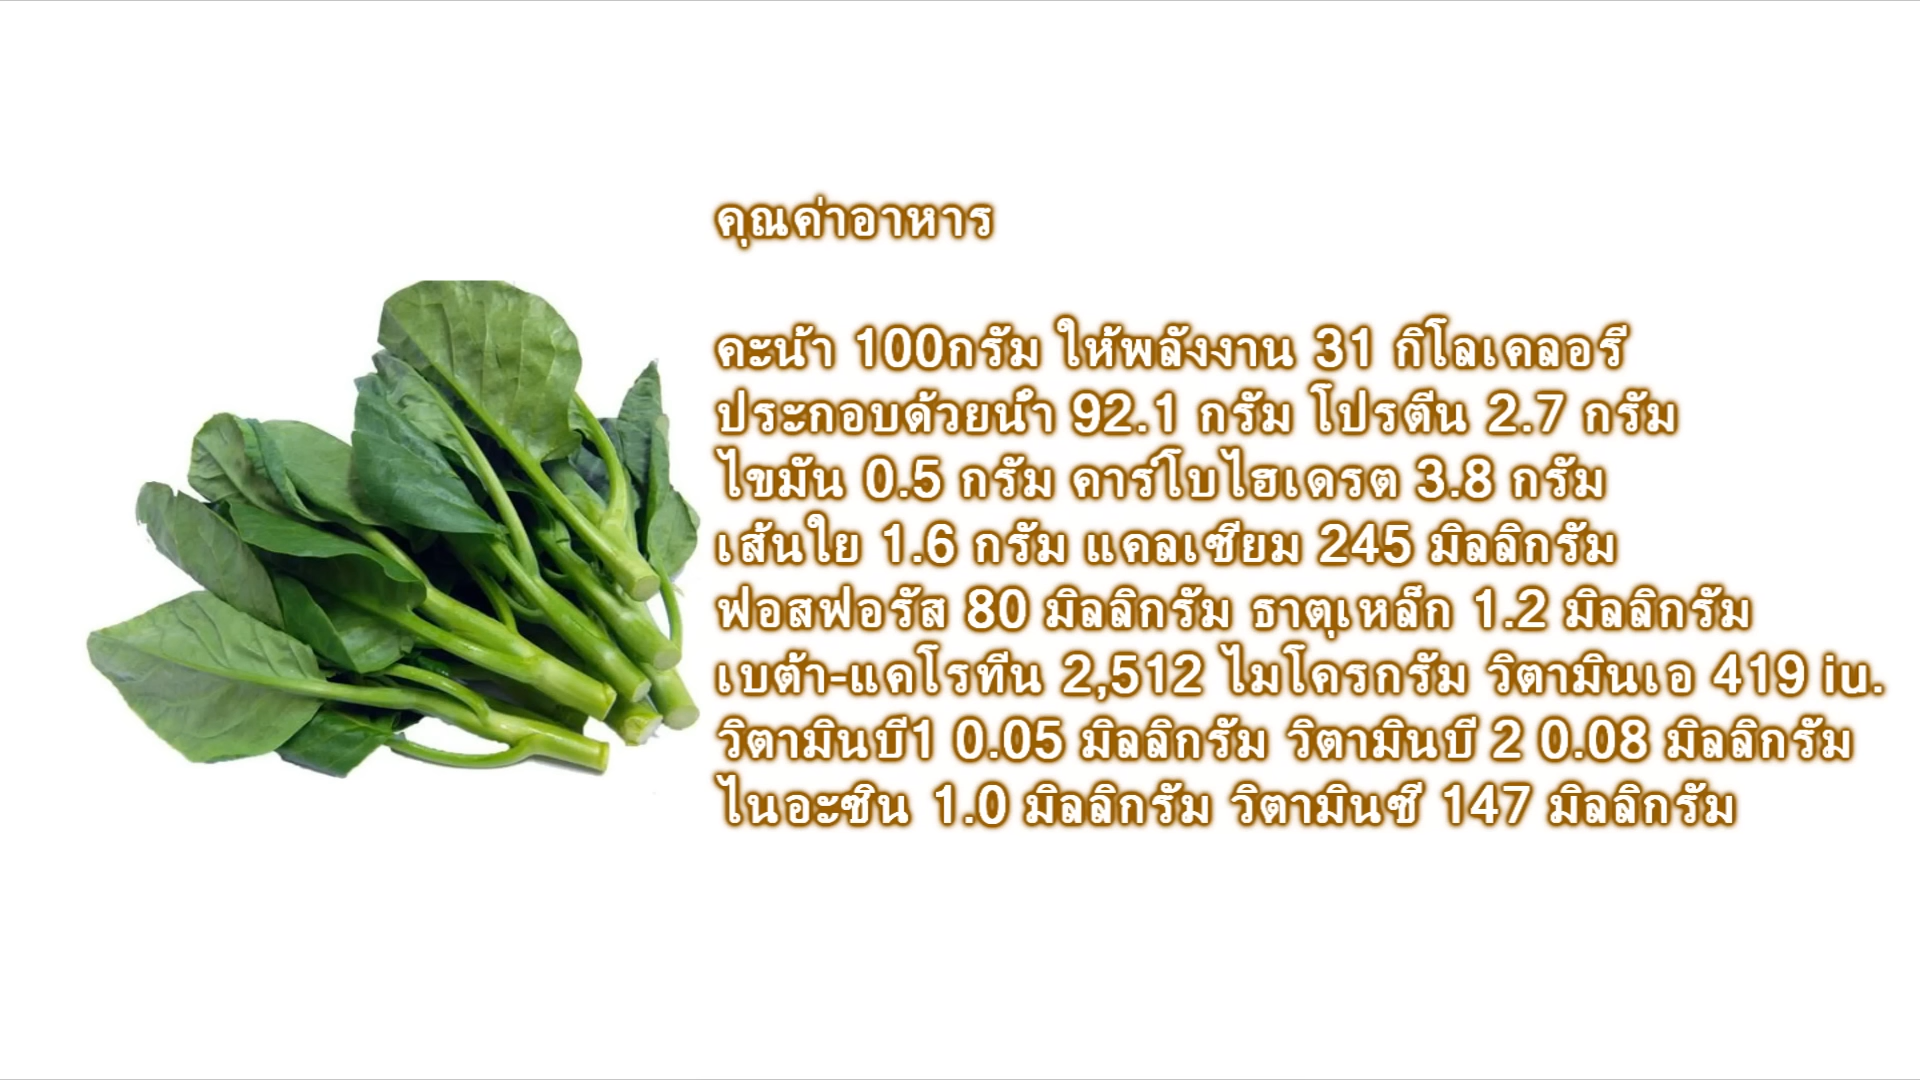 คุณค่าอาหาร
คะน้า 100กรัม ให้พลังงาน 31 กิโลเคลอรี
ประกอบด้วยน้ำ 92.1 กรัม โปรตีน 2.7 กรัม
ไขมัน 0.5 กรัม คาร์โบไฮเดรต 3.8 กรัม
เส้นใย 1.6 กรัม แคลเซียม 245 มิลลิกรัม
ฟอสฟอรัส 80 มิลลิกรัม ธาตุเหล็ก 1.2 มิลลิกรัม
เบต้า-แคโรทีน 2,512 ไมโครกรัม วิตามินเอ 419 iu.
วิตามินบี1 0.05 มิลลิกรัม วิตามินบี 2 0.08 มิลลิกรัม
ไนอะซิน 1.0 มิลลิกรัม วิตามินซี 147 มิลลิกรัม